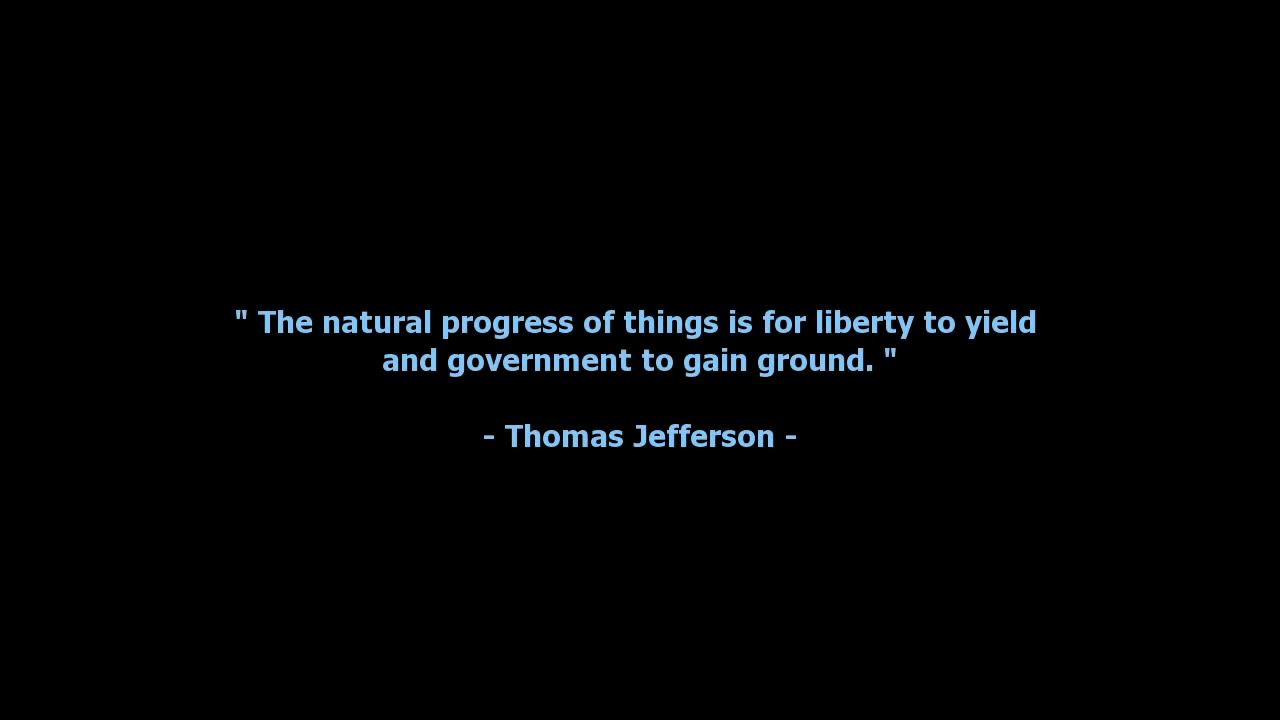 " The natural progress of things is for liberty to yield
and government to gain ground. "
- Thomas Jefferson -